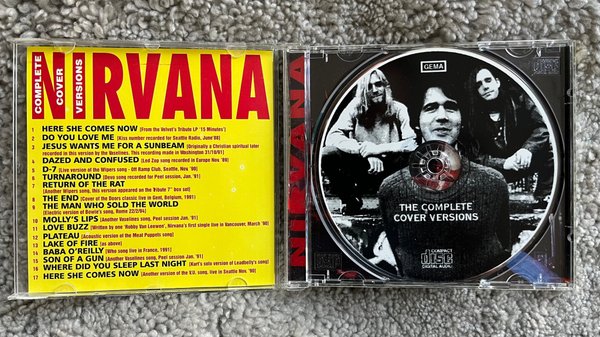 COMPLETE
COVER
VERSIONS
NIRVANA
1 HERE SHE COMES NOW [From the Velvet's Tribute LP '15 Minutes']
2 DO YOU LOVE ME [Kiss number recorded for Seattle Radio, June'88]
3 JESUS WANTS ME FOR A SUNBEAM [Originally a Christian spiritual
recorded in this version by the vaselines. This recording made in Washington 31/10/91]
4 DAZED AND CONFUSED [Led Zep song recorded in Europe Nov. '89]
5 D-7 [Live version of the Wipers song - Off Ramp Club, Seattle, Nov. '90]
6 TURNAROUND [Devo song recorded for Peel session, Jan. '91]
7 RETURN OF THE RAT
[Another Wipers song, this version appeared on the Tribute 7" box set]
8 THE END [Cover of the Doors classic live in Gent, Belgium, 1991]
9 THE MAN WHO SOLD THE WORLD
[Electric version of Bowie's song, Rome 22/2/94]
10 MOLLY'S LIPS [Another Vaselines song, Peel session Jan. '91]
11 LOVE BUZZ [Written by one 'Robby Van Leewen', Nirvana's first single live in Vancouver, March '90]
12 PLATEAU [Acoustic version of the Meat Puppets song]
13 LAKE OF FIRE [as above]
14 BABA O'REILLY [Who song live in France, 1991]
15 SON OF A GUN [Another Vaselines song, Peel session Jan. '91]
16 WHERE DID YOU SLEEP LAST NIGHT [Kurt's solo version of Leadbelly's song]
17 HERE SHE COMES NOW [Another version of the V.U. song, live in Seattle Nov. '90]
NIRVANA
GEMA
THE COMPLETE
COVER VERSIONS
COMPACT
disc
DIGITAL AUDIO